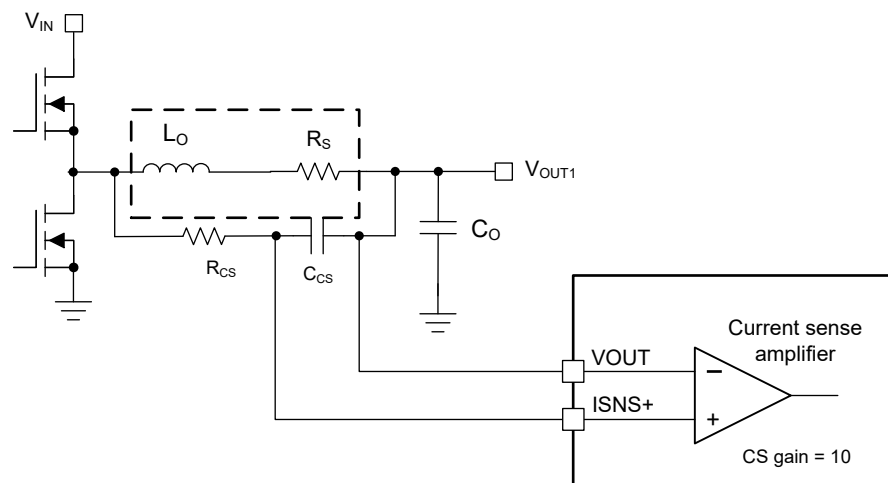 VIN
LO
RS
VOUT1
RCS
CCS
CO
Current sense
amplifier
VOUT
−
ISNS+
+
CS gain = 10